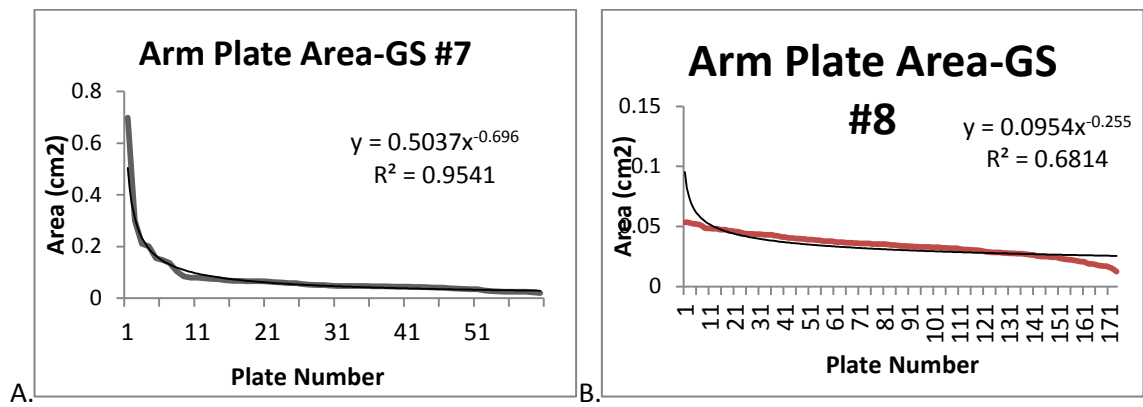 Arm Plate Area-GS #7
0.8
0.6
0.4
0.2
0
Area (cm2)
y = 0.5037x^-0.696
R² = 0.9541
1 11 21 31 41 51
Plate Number
A.
Arm Plate Area-GS
#8
0.15
0.1
0.05
0
Area (cm2)
y = 0.0954x^-0.255
R² = 0.6814
1 11 21 31 41 51 61 71 81 91 101 111 121 131 141 151 161 171
Plate Number
B.